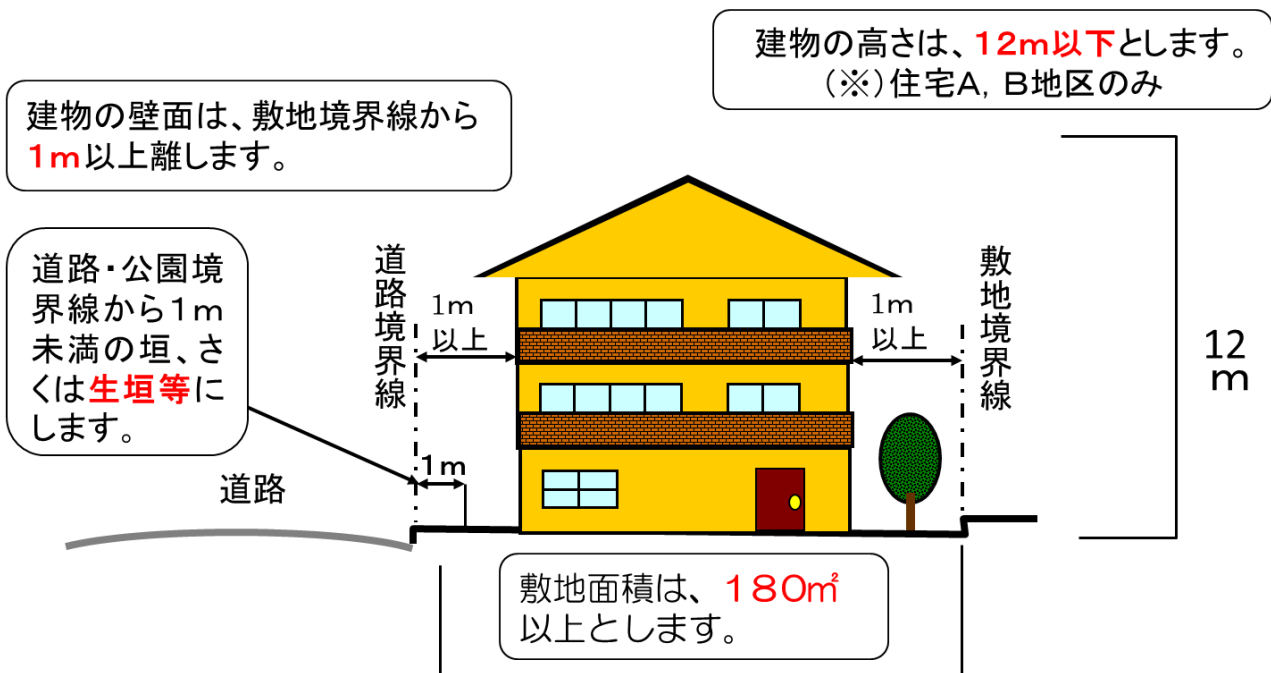 建物の高さは、12m以下とします。
(※)住宅A, B地区のみ
建物の壁面は、敷地境界線から
1m以上離します。
道路・公園境
界線から1m
未満の垣、さ
くは生垣等に
します。
道路境界線
1m
以上
1m
以上
敷地境界線
12
m
1m
道路
敷地面積は、180㎡
以上とします。